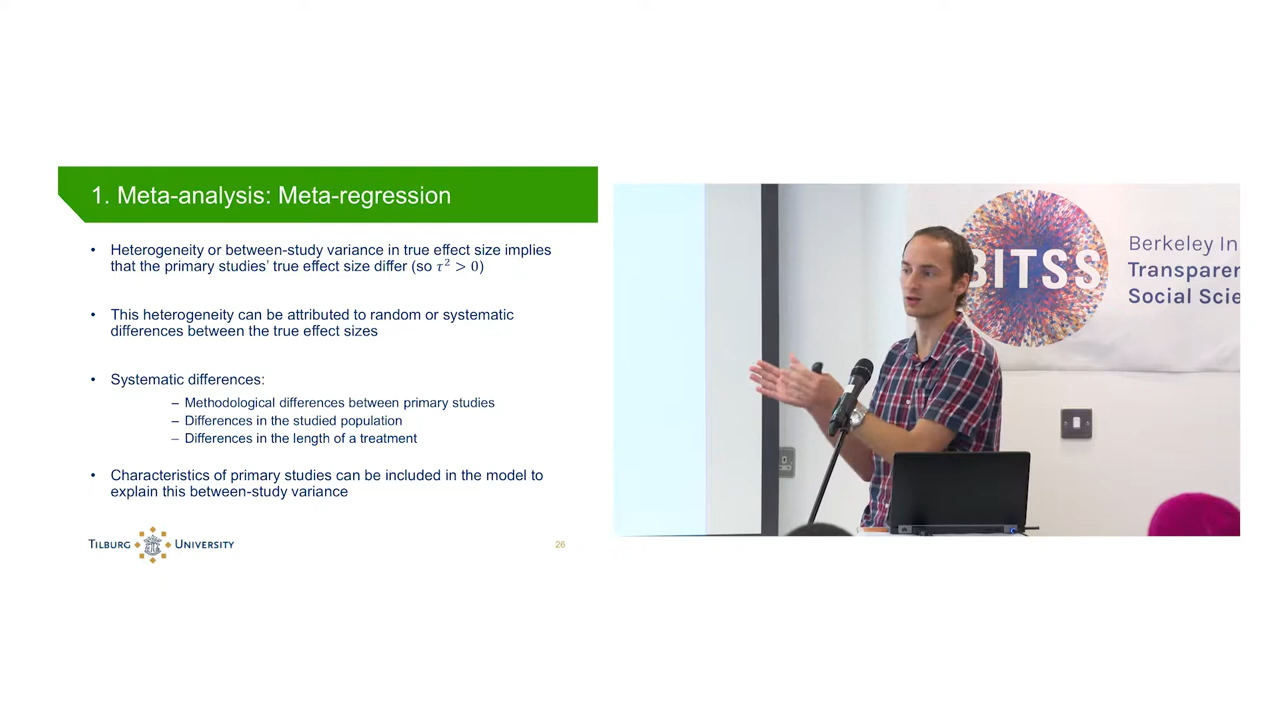 1. Meta-analysis: Meta-regression
• Heterogeneity or between-study variance in true effect size implies
that the primary studies' true effect size differ (so τ² > 0)
• This heterogeneity can be attributed to random or systematic
differences between the true effect sizes
• Systematic differences:
– Methodological differences between primary studies
– Differences in the studied population
– Differences in the length of a treatment
• Characteristics of primary studies can be included in the model to
explain this between-study variance
TILBURG UNIVERSITY
26
BITSS
Berkeley In
Transparen
Social Scie